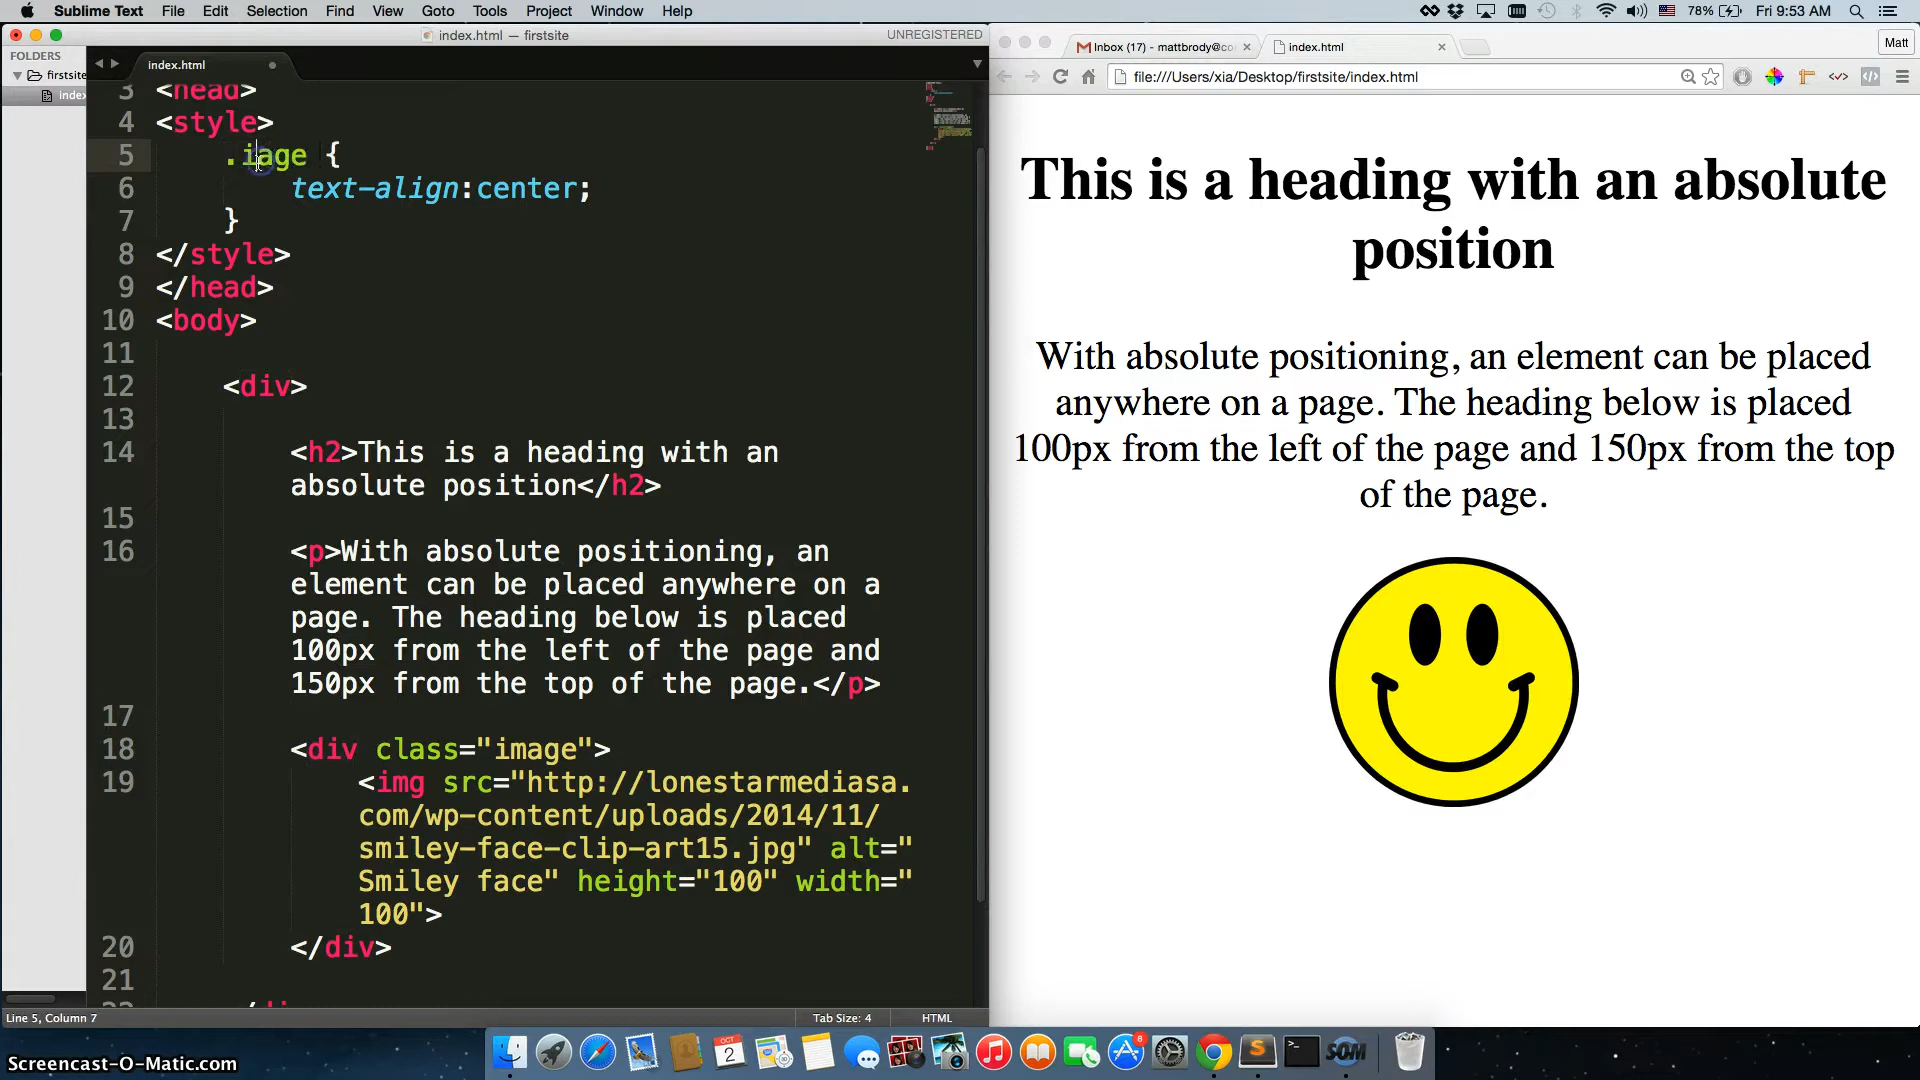 Sublime Text File Edit Selection Find View Goto Tools Project Window Help 78% Fri 9:53 AM
index.html — firstsite UNREGISTERED
FOLDERS
firstsite
index
index.html
3 <head>
4 <style>
5 .iage {
6 text-align:center;
7 }
8 </style>
9 </head>
10 <body>
11
12 <div>
13
14 <h2>This is a heading with an
absolute position</h2>
15
16 <p>With absolute positioning, an
element can be placed anywhere on a
page. The heading below is placed
100px from the left of the page and
150px from the top of the page.</p>
17
18 <div class="image">
19 <img src="http://lonestarmediasa.
com/wp-content/uploads/2014/11/
smiley-face-clip-art15.jpg" alt="
Smiley face" height="100" width="
100">
20 </div>
21
Line 5, Column 7 Tab Size: 4 HTML
Inbox (17) - mattbrody@co
index.html
Matt
file:///Users/xia/Desktop/firstsite/index.html
This is a heading with an absolute
position
With absolute positioning, an element can be placed
anywhere on a page. The heading below is placed
100px from the left of the page and 150px from the top
of the page.
OCT
2
8
SOM
Screencast-O-Matic.com